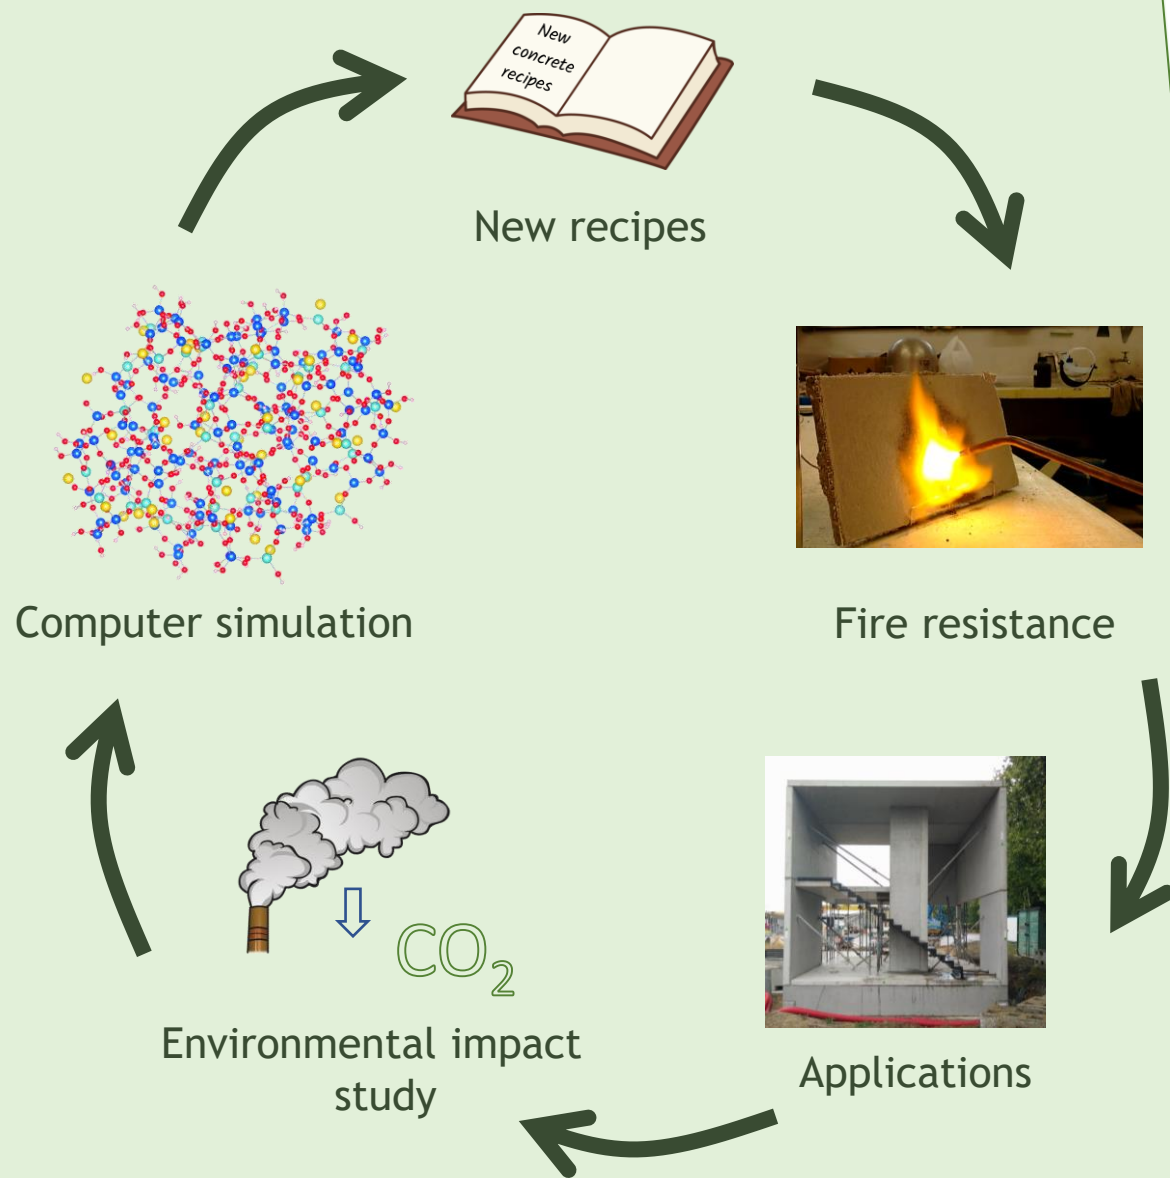 New
concrete
recipes
New recipes
Computer simulation
Fire resistance
CO₂
Environmental impact
study
Applications